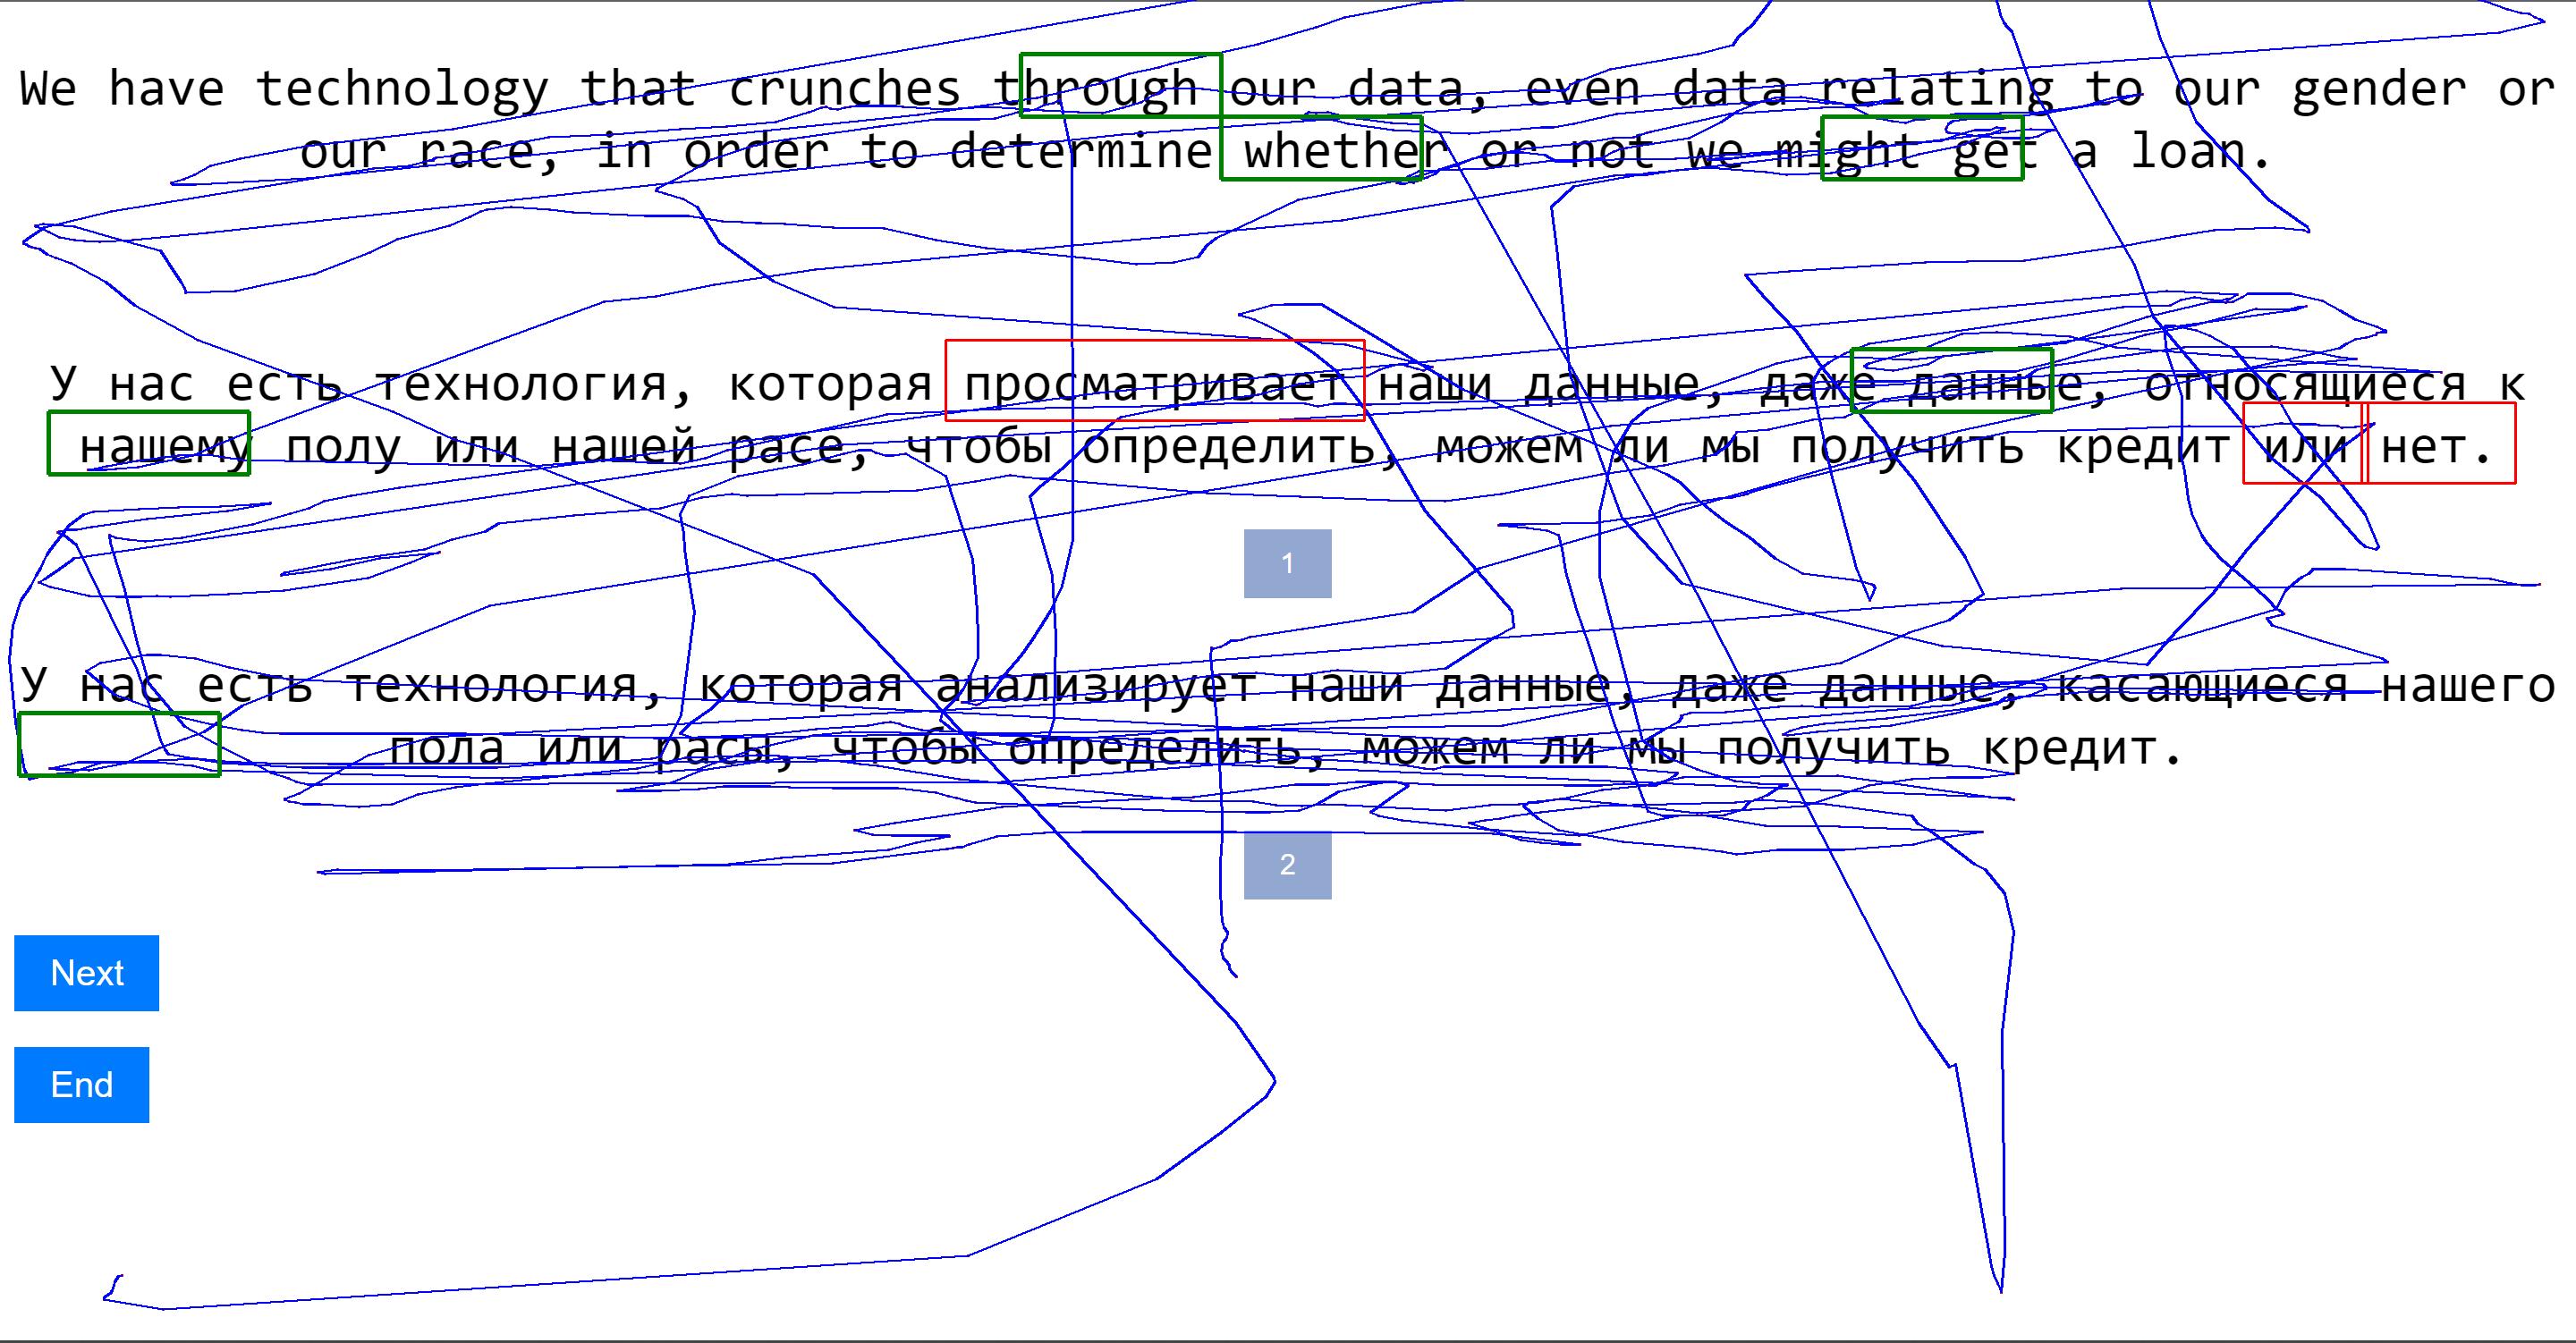 We have technology that crunches through our data, even data relating to our gender or
our race, in order to determine whether or not we might get a loan.
У нас есть технология, которая просматривает наши данные, даже данные, относящиеся к
нашему полу или нашей расе, чтобы определить, можем ли мы получить кредит или нет.
1
У нас есть технология, которая анализирует наши данные, даже данные, касающиеся нашего
пола или расы, чтобы определить, можем ли мы получить кредит.
2
Next
End